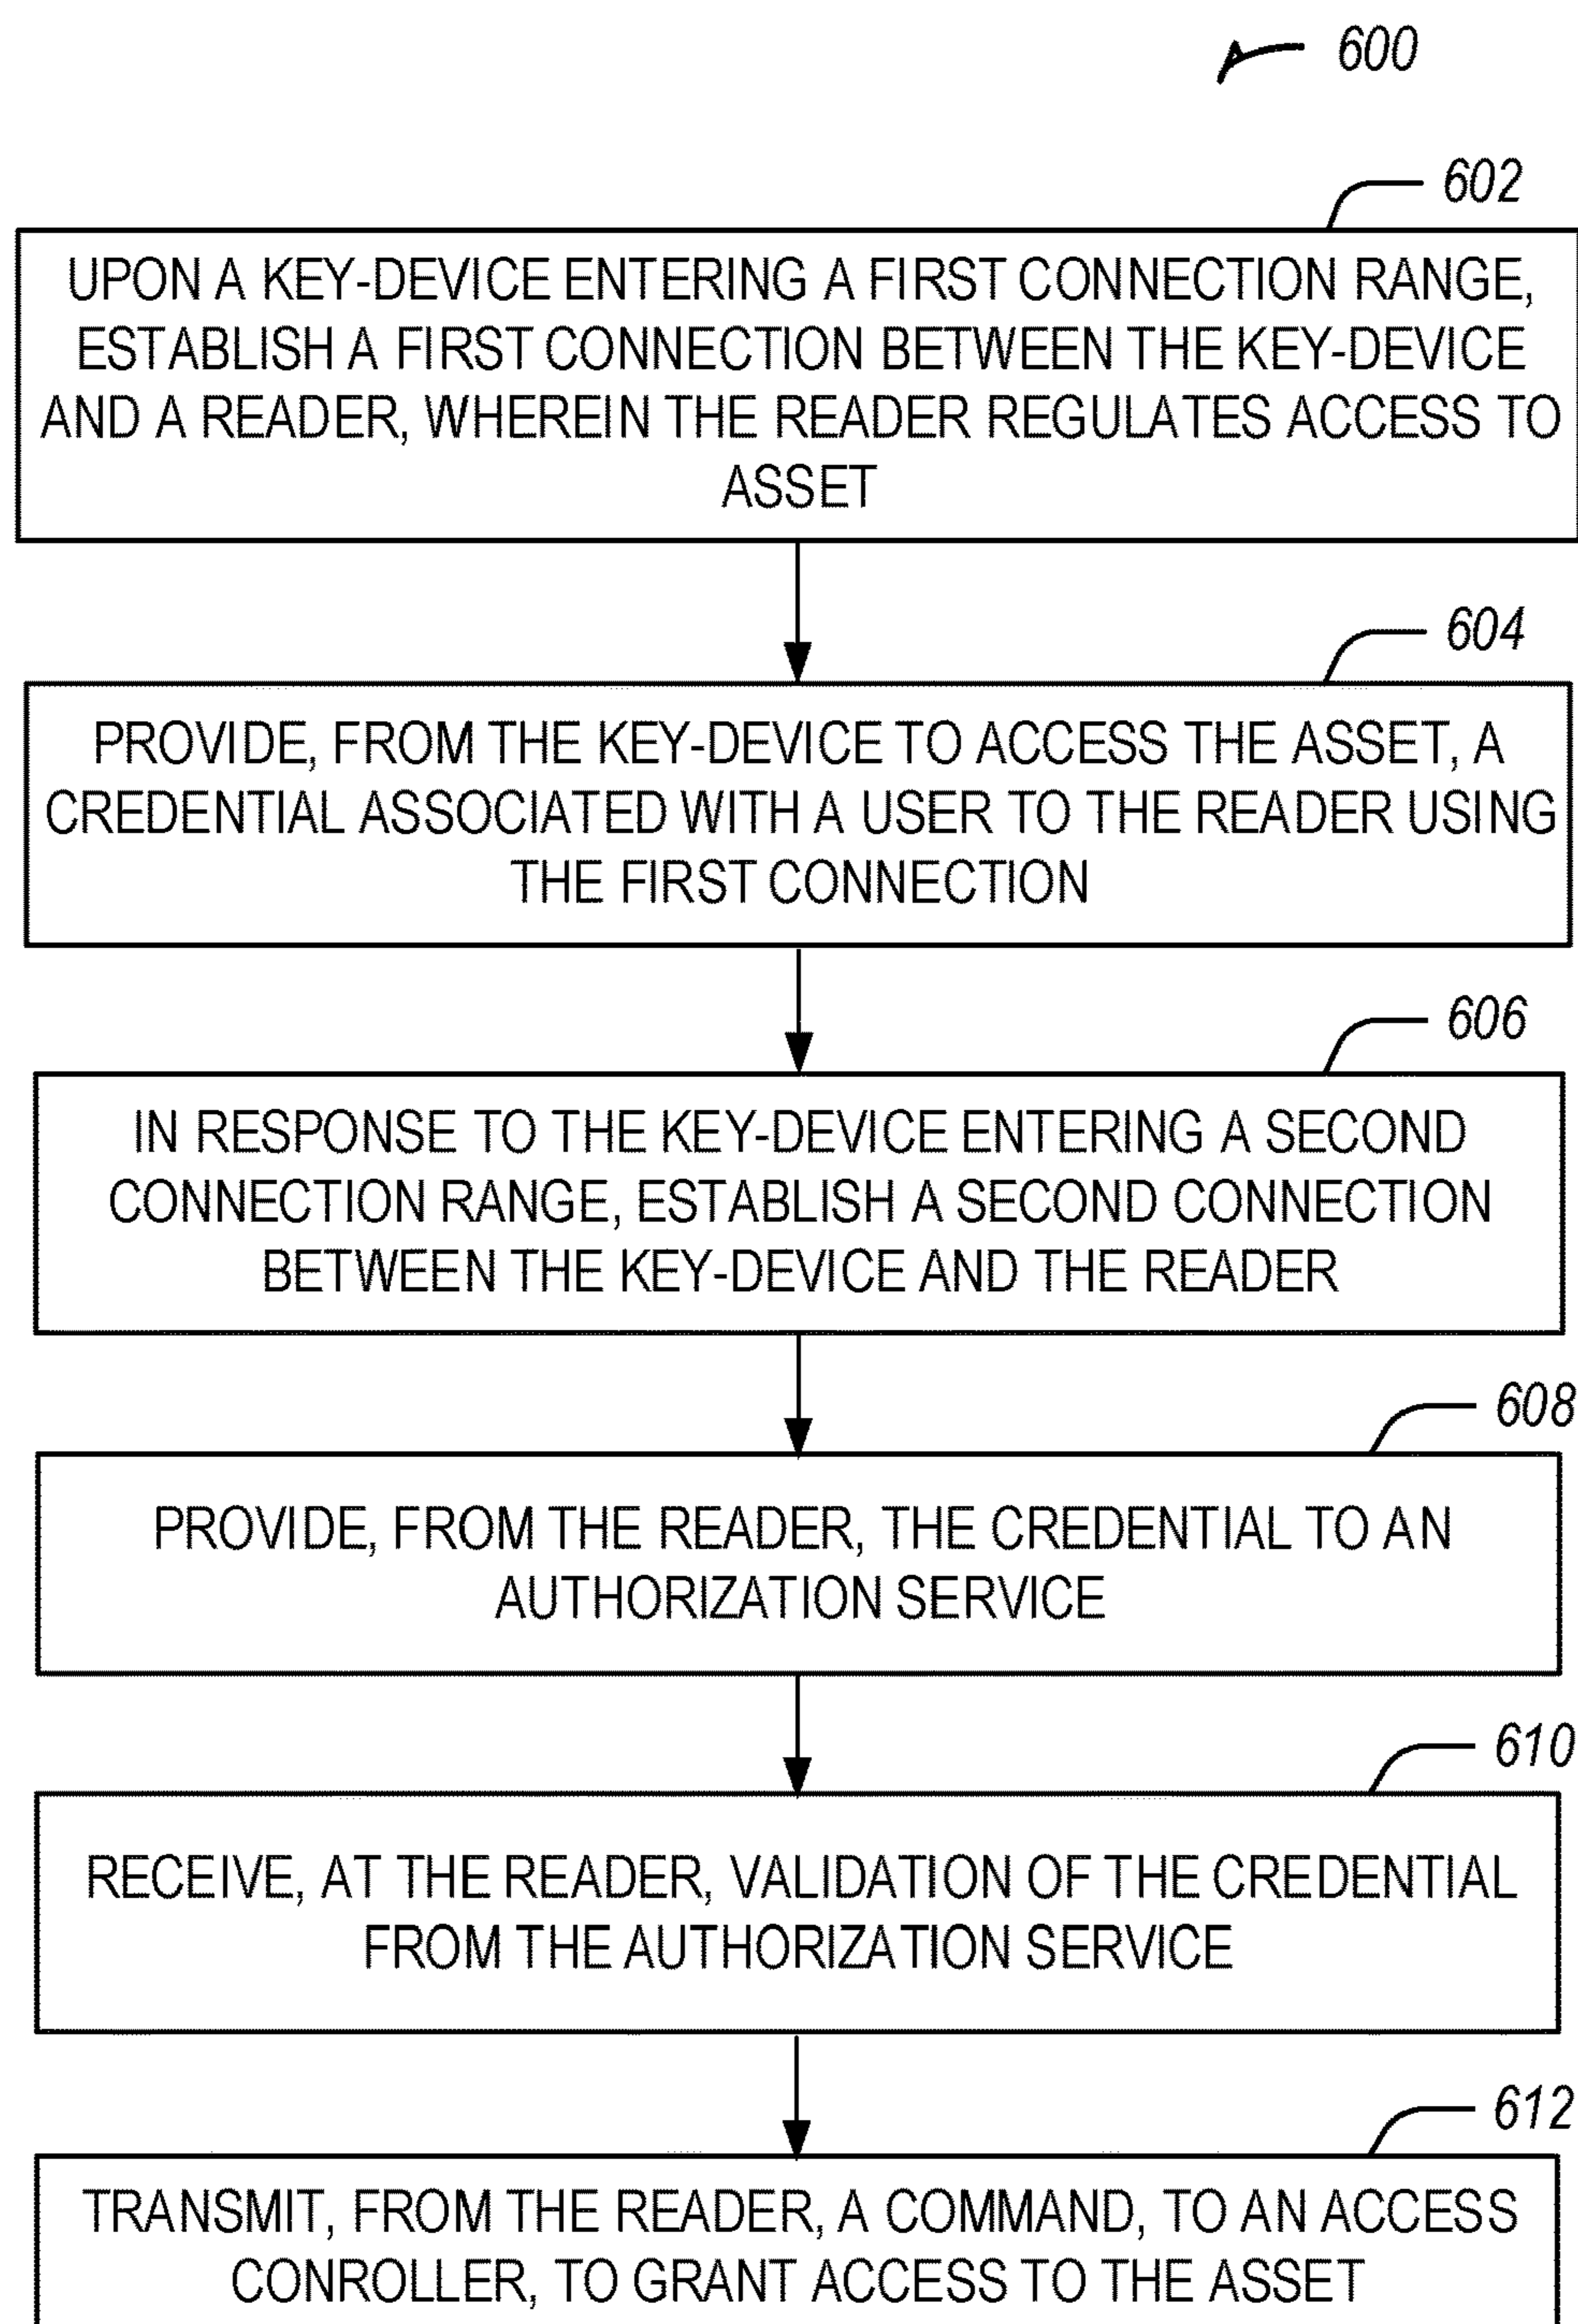 600
602
UPON A KEY-DEVICE ENTERING A FIRST CONNECTION RANGE,
ESTABLISH A FIRST CONNECTION BETWEEN THE KEY-DEVICE
AND A READER, WHEREIN THE READER REGULATES ACCESS TO
ASSET
604
PROVIDE, FROM THE KEY-DEVICE TO ACCESS THE ASSET, A
CREDENTIAL ASSOCIATED WITH A USER TO THE READER USING
THE FIRST CONNECTION
606
IN RESPONSE TO THE KEY-DEVICE ENTERING A SECOND
CONNECTION RANGE, ESTABLISH A SECOND CONNECTION
BETWEEN THE KEY-DEVICE AND THE READER
608
PROVIDE, FROM THE READER, THE CREDENTIAL TO AN
AUTHORIZATION SERVICE
610
RECEIVE, AT THE READER, VALIDATION OF THE CREDENTIAL
FROM THE AUTHORIZATION SERVICE
612
TRANSMIT, FROM THE READER, A COMMAND, TO AN ACCESS
CONROLLER, TO GRANT ACCESS TO THE ASSET